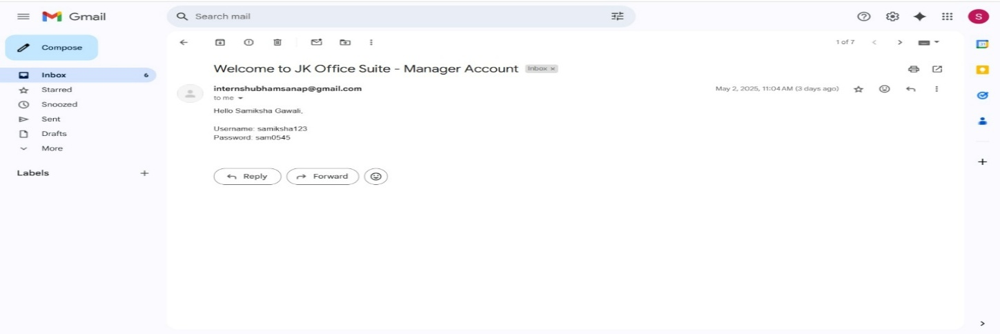 Gmail
Search mail
S
Compose
1 of 7
Inbox 6
Starred
Snoozed
Sent
Drafts
More
Labels
Welcome to JK Office Suite - Manager Account Inbox x
internshubhamsanap@gmail.com
May 2, 2025, 11:04 AM (3 days ago)
to me
Hello Samiksha Gawali,
Username: samiksha123
Password: sam0545
Reply Forward